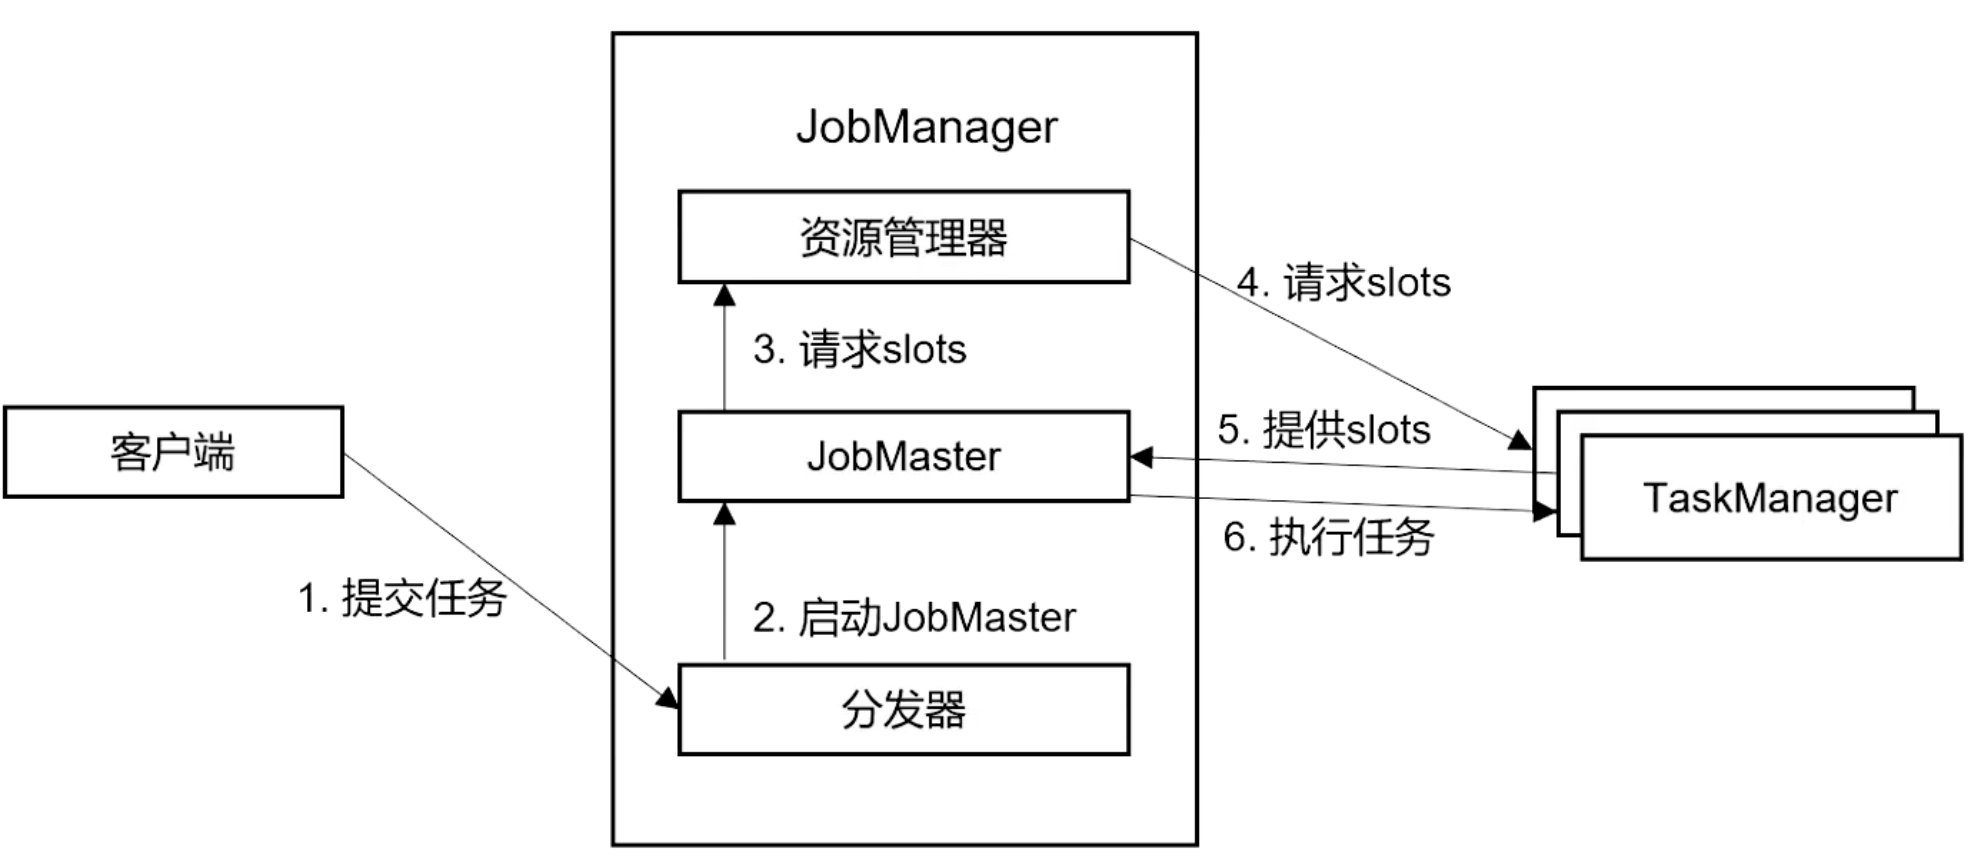 JobManager
资源管理器
4. 请求slots
3. 请求slots
客户端
JobMaster
5. 提供slots
TaskManager
6. 执行任务
1. 提交任务
2. 启动JobMaster
分发器